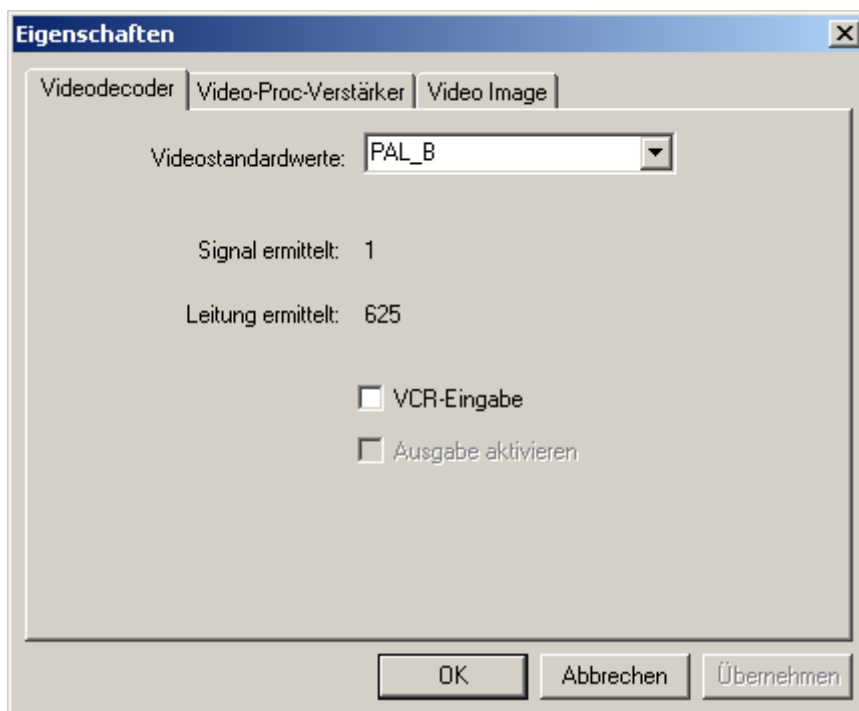 Eigenschaften
Videodecoder Video-Proc-Verstärker Video Image
Videostandardwerte: PAL_B
Signal ermittelt: 1
Leitung ermittelt: 625
VCR-Eingabe
Ausgabe aktivieren
OK Abbrechen Übernehmen